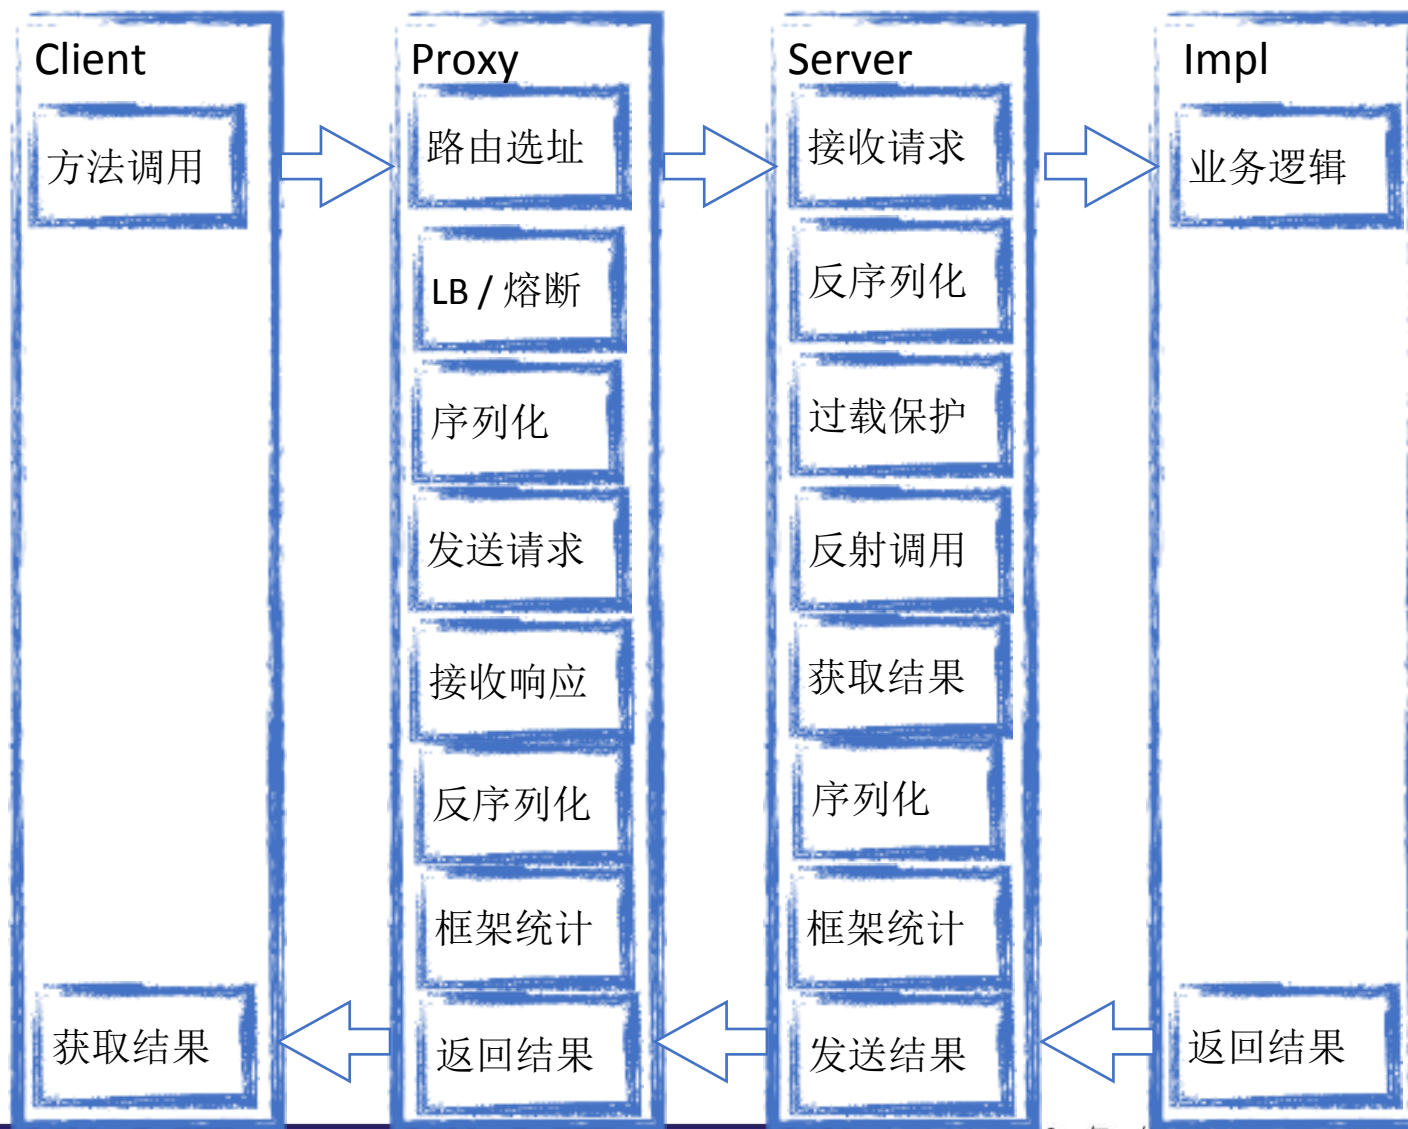 Client
方法调用
获取结果
Proxy
路由选址
LB / 熔断
序列化
发送请求
接收响应
反序列化
框架统计
返回结果
Server
接收请求
反序列化
过载保护
反射调用
获取结果
序列化
框架统计
发送结果
Impl
业务逻辑
返回结果